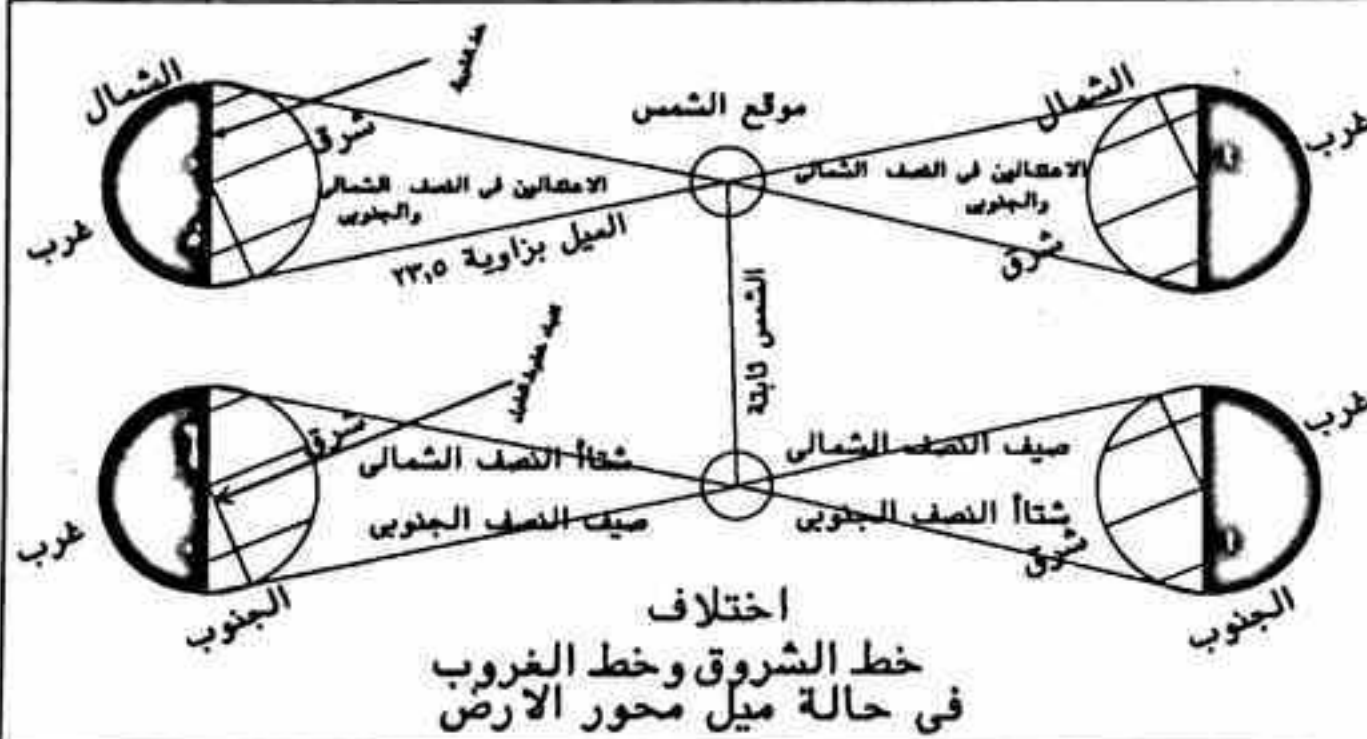 الشمال
شرق
غرب
الاعتدالين فى النصف الشمالى
والجنوبى
الميل بزاوية ٢٣,٥
موقع الشمس
الشمس ثابتة
الشمال
غرب
الاعتدالين فى النصف الشمالى
والجنوبى
شرق
شرق
غرب
الجنوب
شتاأ النصف الشمالى
صيف النصف الجنوبى
صيف النصف الشمالى
شتاأ النصف الجنوبى
غرب
شرق
الجنوب
اختلاف
خط الشروق وخط الغروب
فى حالة ميل محور الارض